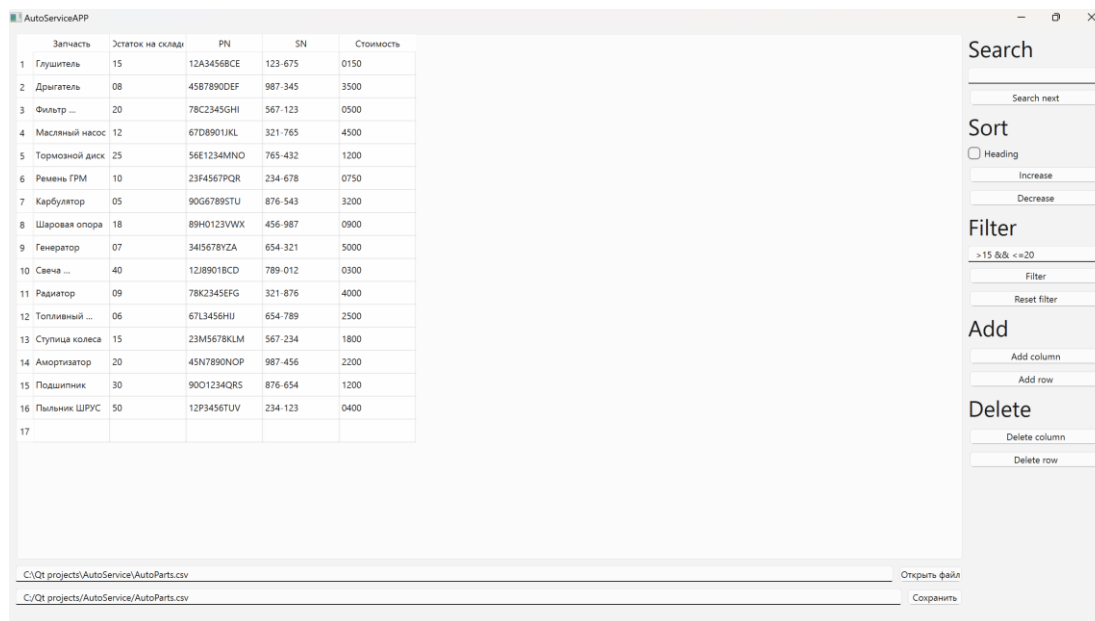 AutoServiceAPP
Запчасть Остаток на складе PN SN Стоимость
1 Глушитель 15 12A3456BCE 123-675 0150
2 Дрыгатель 08 45B7890DEF 987-345 3500
3 Фильтр ... 20 78C2345GHI 567-123 0500
4 Масляный насос 12 67D8901JKL 321-765 4500
5 Тормозной диск 25 56E1234MNO 765-432 1200
6 Ремень ГРМ 10 23F4567PQR 234-678 0750
7 Карбулятор 05 90G6789STU 876-543 3200
8 Шаровая опора 18 89H0123VWX 456-987 0900
9 Генератор 07 34I5678YZA 654-321 5000
10 Свеча ... 40 12J8901BCD 789-012 0300
11 Радиатор 09 78K2345EFG 321-876 4000
12 Топливный ... 06 67L3456HIJ 654-789 2500
13 Ступица колеса 15 23M5678KLM 567-234 1800
14 Амортизатор 20 45N7890NOP 987-456 2200
15 Подшипник 30 90O1234QRS 876-654 1200
16 Пыльник ШРУС 50 12P3456TUV 234-123 0400
17
C:\Qt projects\AutoService\AutoParts.csv Открыть файл
C:/Qt projects/AutoService/AutoParts.csv Сохранить
Search
Search next
Sort
Heading
Increase
Decrease
Filter
>15 && <=20
Filter
Reset filter
Add
Add column
Add row
Delete
Delete column
Delete row